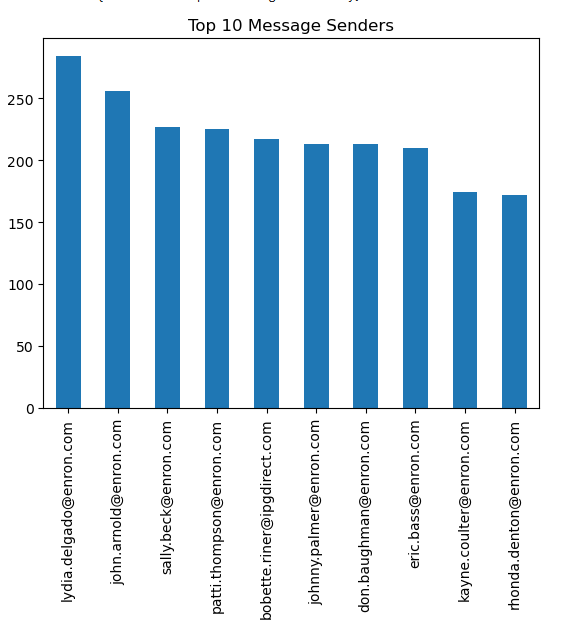 Top 10 Message Senders
250
200
150
100
50
0
lydia.delgado@enron.com
john.arnold@enron.com
sally.beck@enron.com
patti.thompson@enron.com
bobette.riner@ipgdirect.com
johnny.palmer@enron.com
don.baughman@enron.com
eric.bass@enron.com
kayne.coulter@enron.com
rhonda.denton@enron.com